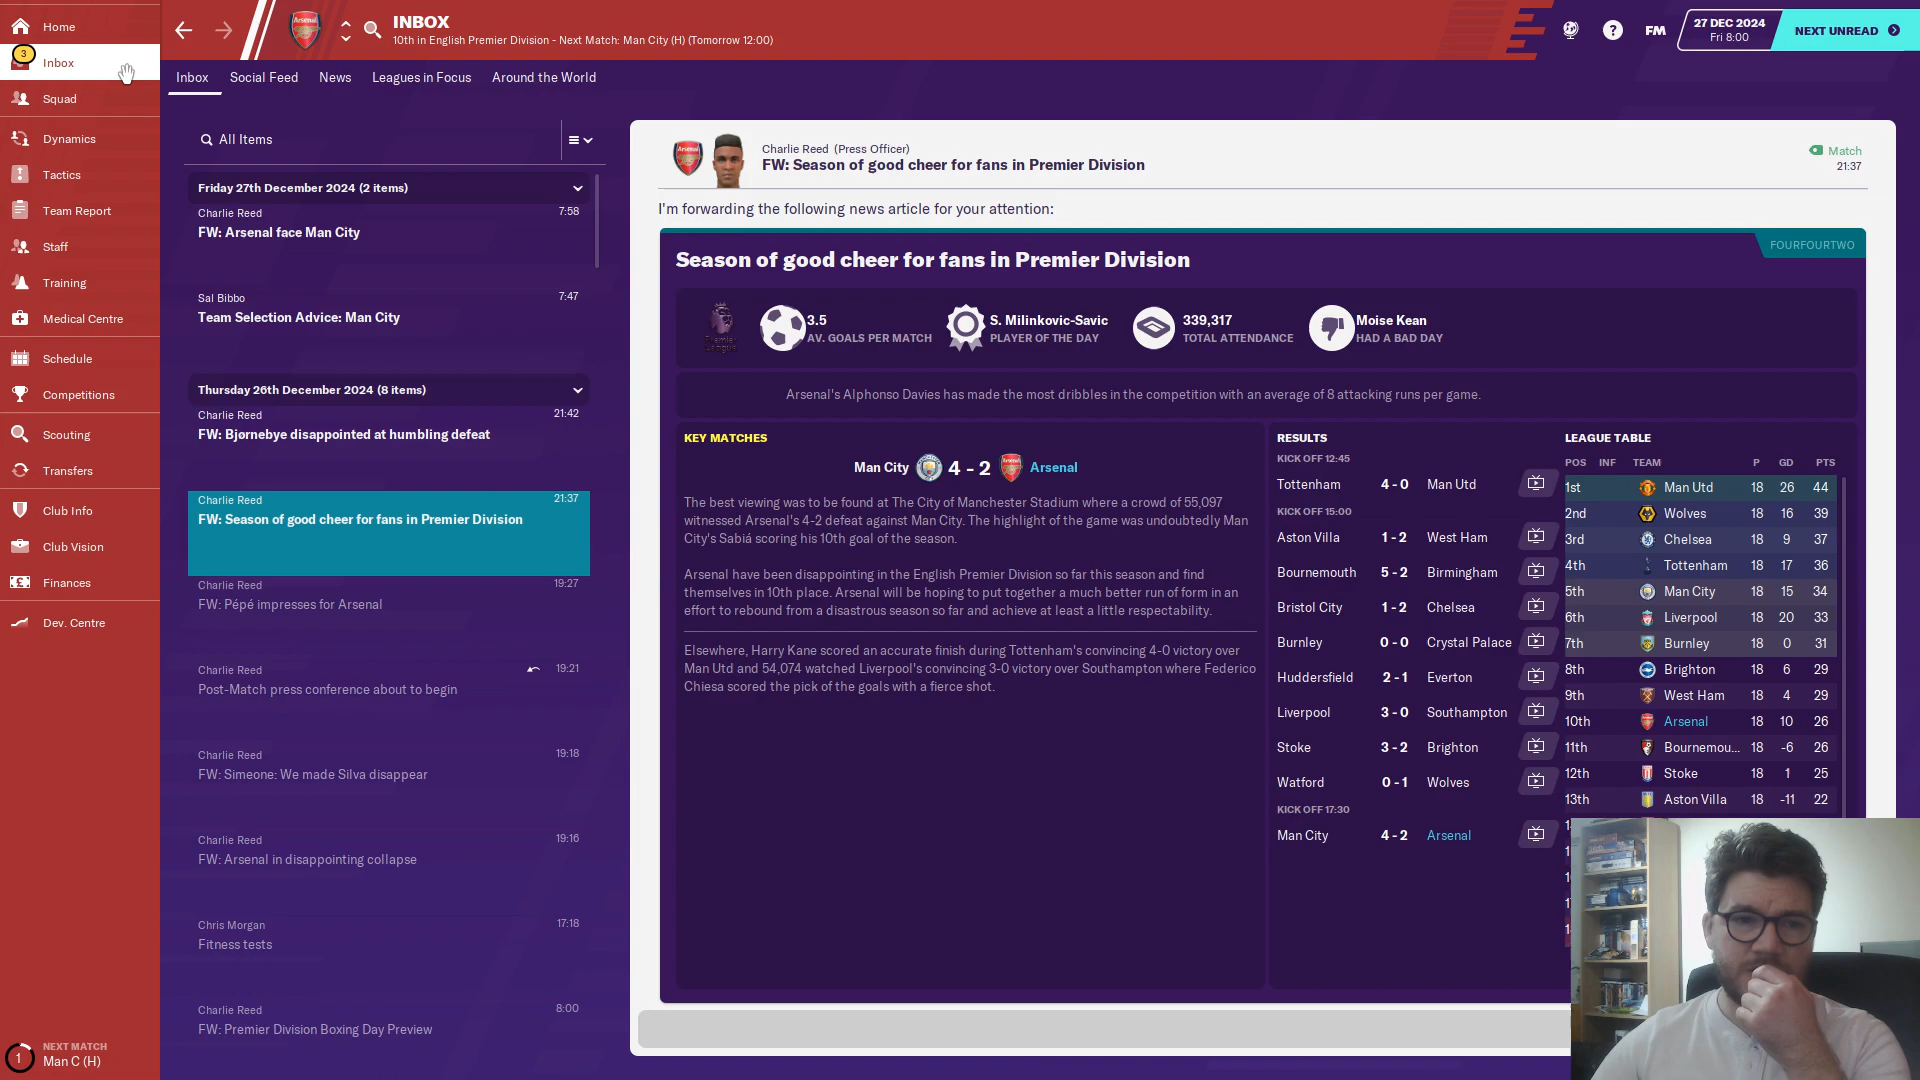 Home
3
Inbox
Squad
Dynamics
Tactics
Team Report
Staff
Training
Medical Centre
Schedule
Competitions
Scouting
Transfers
Club Info
Club Vision
Finances
Dev. Centre
1
NEXT MATCH
Man C (H)
INBOX
10th in English Premier Division - Next Match: Man City (H) (Tomorrow 12:00)
?
FM
27 DEC 2024
Fri 8:00
NEXT UNREAD
Inbox Social Feed News Leagues in Focus Around the World
All Items
Friday 27th December 2024 (2 items)
Charlie Reed 7:58
FW: Arsenal face Man City
Sal Bibbo 7:47
Team Selection Advice: Man City
Thursday 26th December 2024 (8 items)
Charlie Reed 21:42
FW: Bjørnebye disappointed at humbling defeat
Charlie Reed 21:37
FW: Season of good cheer for fans in Premier Division
Charlie Reed 19:27
FW: Pépé impresses for Arsenal
Charlie Reed 19:21
Post-Match press conference about to begin
Charlie Reed 19:18
FW: Simeone: We made Silva disappear
Charlie Reed 19:16
FW: Arsenal in disappointing collapse
Chris Morgan 17:18
Fitness tests
Charlie Reed 8:00
FW: Premier Division Boxing Day Preview
Charlie Reed (Press Officer)
FW: Season of good cheer for fans in Premier Division
Match
21:37
I'm forwarding the following news article for your attention:
FOURFOURTWO
Season of good cheer for fans in Premier Division
Premier League
3.5
AV. GOALS PER MATCH
S. Milinkovic-Savic
PLAYER OF THE DAY
339,317
TOTAL ATTENDANCE
Moise Kean
HAD A BAD DAY
Arsenal's Alphonso Davies has made the most dribbles in the competition with an average of 8 attacking runs per game.
KEY MATCHES
Man City 4 - 2 Arsenal
The best viewing was to be found at The City of Manchester Stadium where a crowd of 55,097
witnessed Arsenal's 4-2 defeat against Man City. The highlight of the game was undoubtedly Man
City's Sabiá scoring his 10th goal of the season.
Arsenal have been disappointing in the English Premier Division so far this season and find
themselves in 10th place. Arsenal will be hoping to put together a much better run of form in an
effort to rebound from a disastrous season so far and achieve at least a little respectability.
Elsewhere, Harry Kane scored an accurate finish during Tottenham's convincing 4-0 victory over
Man Utd and 54,074 watched Liverpool's convincing 3-0 victory over Southampton where Federico
Chiesa scored the pick of the goals with a fierce shot.
RESULTS
KICK OFF 12:45
Tottenham 4 - 0 Man Utd
KICK OFF 15:00
Aston Villa 1 - 2 West Ham
Bournemouth 5 - 2 Birmingham
Bristol City 1 - 2 Chelsea
Burnley 0 - 0 Crystal Palace
Huddersfield 2 - 1 Everton
Liverpool 3 - 0 Southampton
Stoke 3 - 2 Brighton
Watford 0 - 1 Wolves
KICK OFF 17:30
Man City 4 - 2 Arsenal
LEAGUE TABLE
POS INF TEAM P GD PTS
1st Man Utd 18 26 44
2nd Wolves 18 16 39
3rd Chelsea 18 9 37
4th Tottenham 18 17 36
5th Man City 18 15 34
6th Liverpool 18 20 33
7th Burnley 18 0 31
8th Brighton 18 6 29
9th West Ham 18 4 29
10th Arsenal 18 10 26
11th Bournemou... 18 -6 26
12th Stoke 18 1 25
13th Aston Villa 18 -11 22